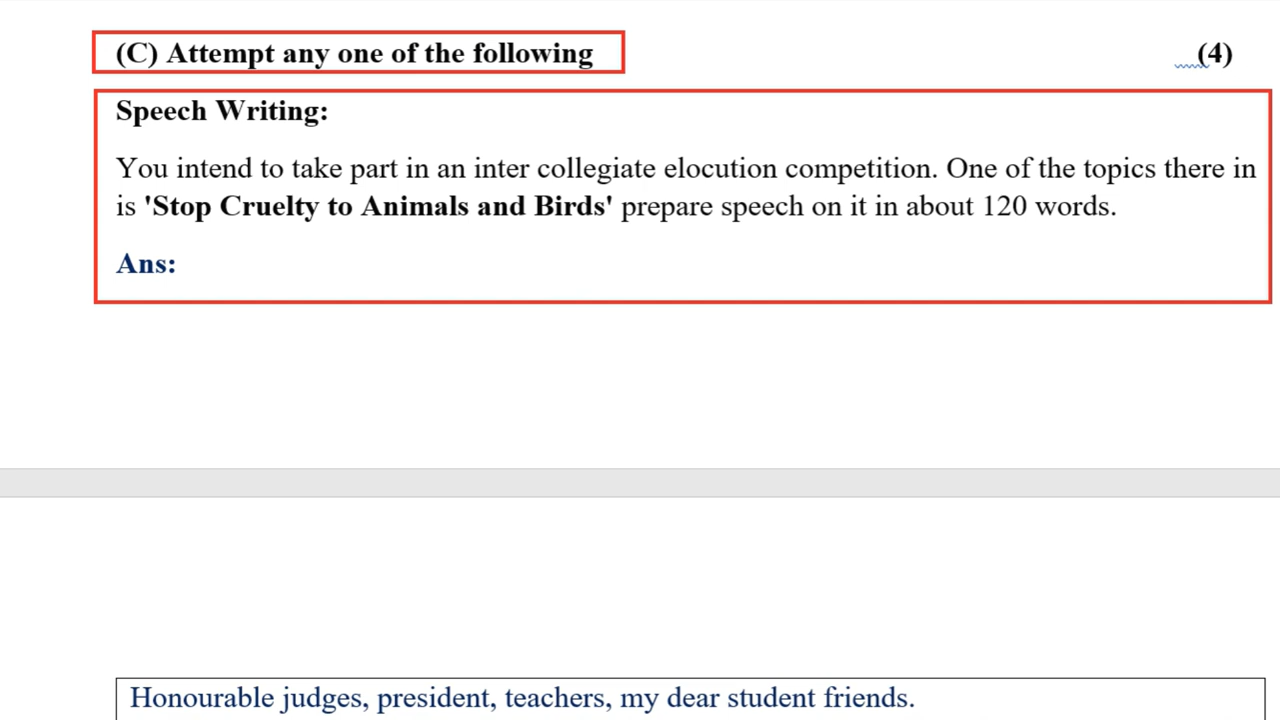 (C) Attempt any one of the following (4)
Speech Writing:
You intend to take part in an inter collegiate elocution competition. One of the topics there in
is 'Stop Cruelty to Animals and Birds' prepare speech on it in about 120 words.
Ans:
Honourable judges, president, teachers, my dear student friends.